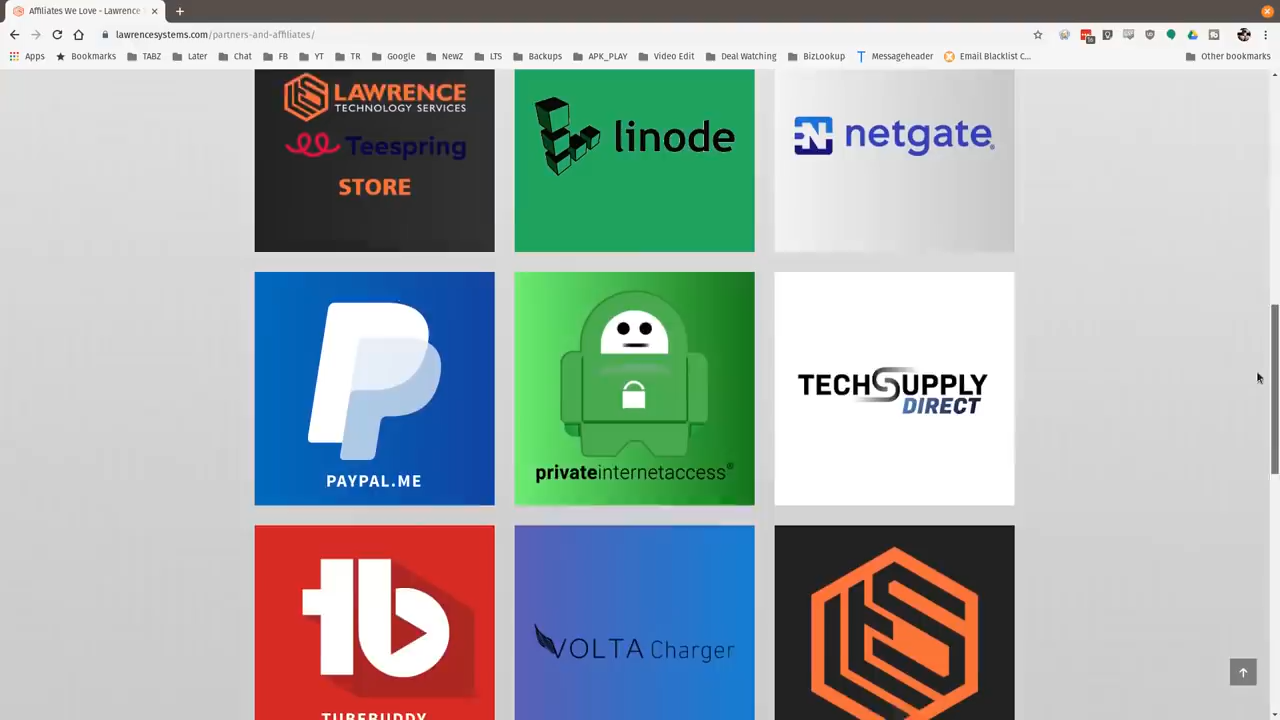 Affiliates We Love - Lawrence
lawrencesystems.com/partners-and-affiliates/
Apps Bookmarks TABZ Later Chat FB YT TR Google NewZ LTS Backups APK_PLAY Video Edit Deal Watching BizLookup Messageheader Email Blacklist C... Other bookmarks
LAWRENCE
TECHNOLOGY SERVICES
Teespring
STORE
linode
netgate®
PAYPAL.ME
privateinternetaccess®
TECHSUPPLY
DIRECT
tb
TUBEBUDDY
VOLTA Charger